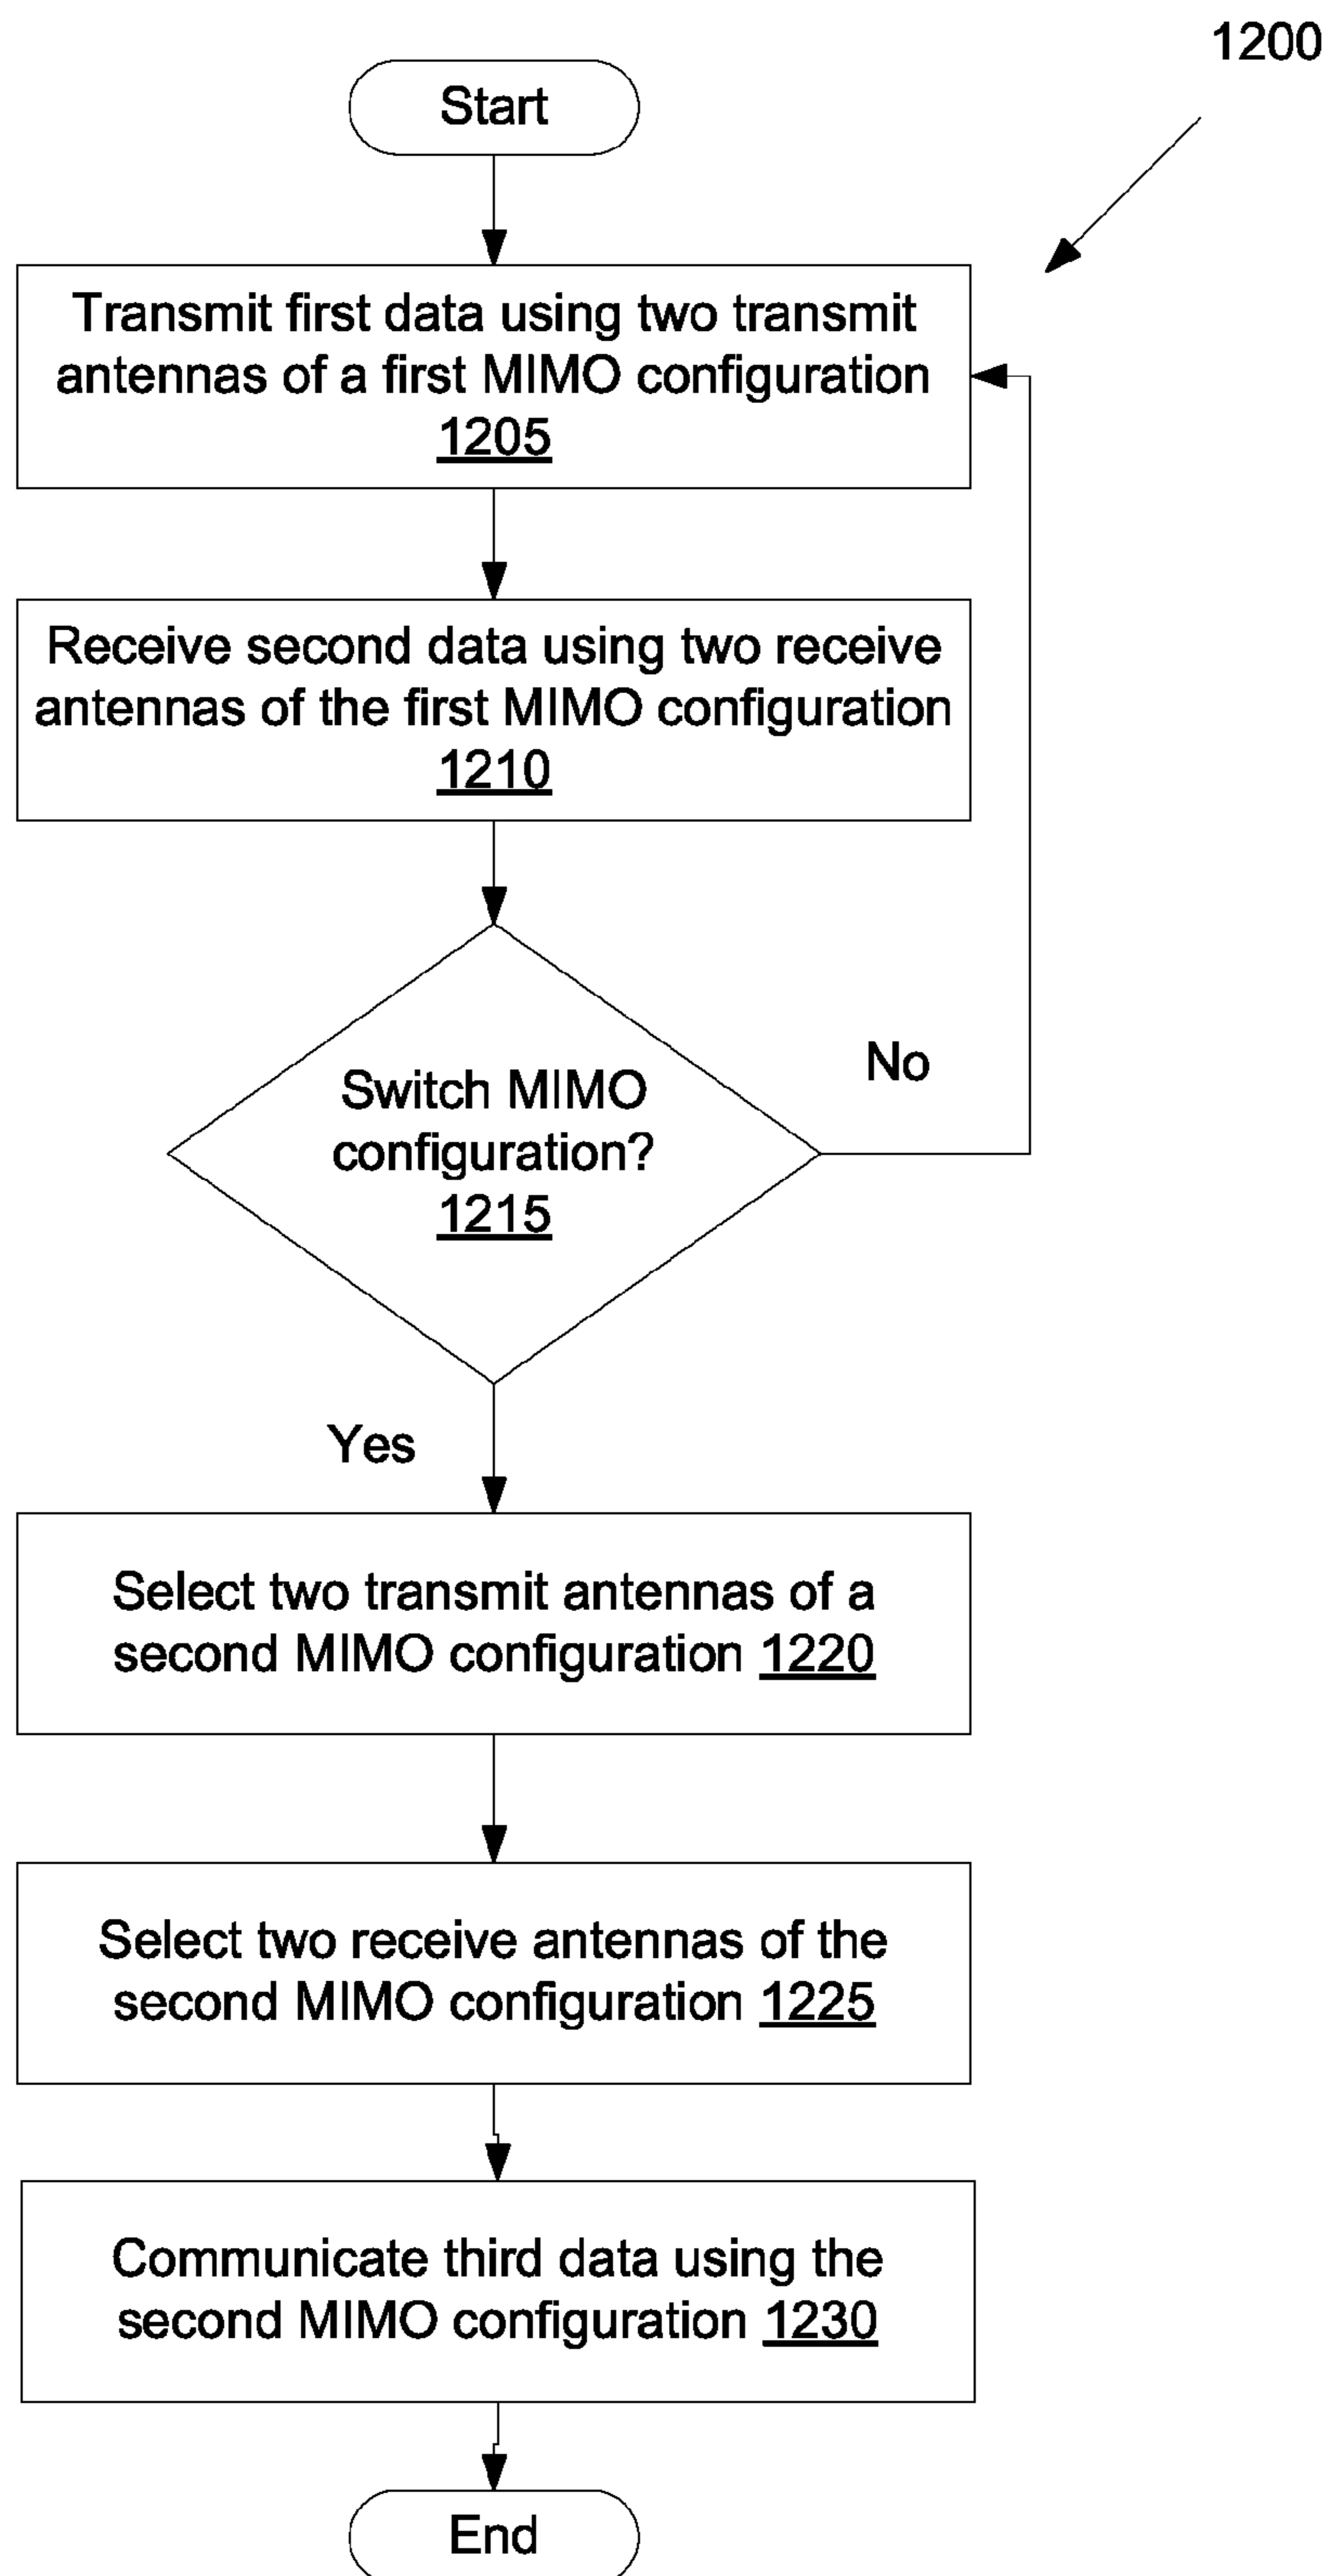 1200
Start
Transmit first data using two transmit
antennas of a first MIMO configuration
1205
Receive second data using two receive
antennas of the first MIMO configuration
1210
Switch MIMO
configuration?
1215
No
Yes
Select two transmit antennas of a
second MIMO configuration 1220
Select two receive antennas of the
second MIMO configuration 1225
Communicate third data using the
second MIMO configuration 1230
End